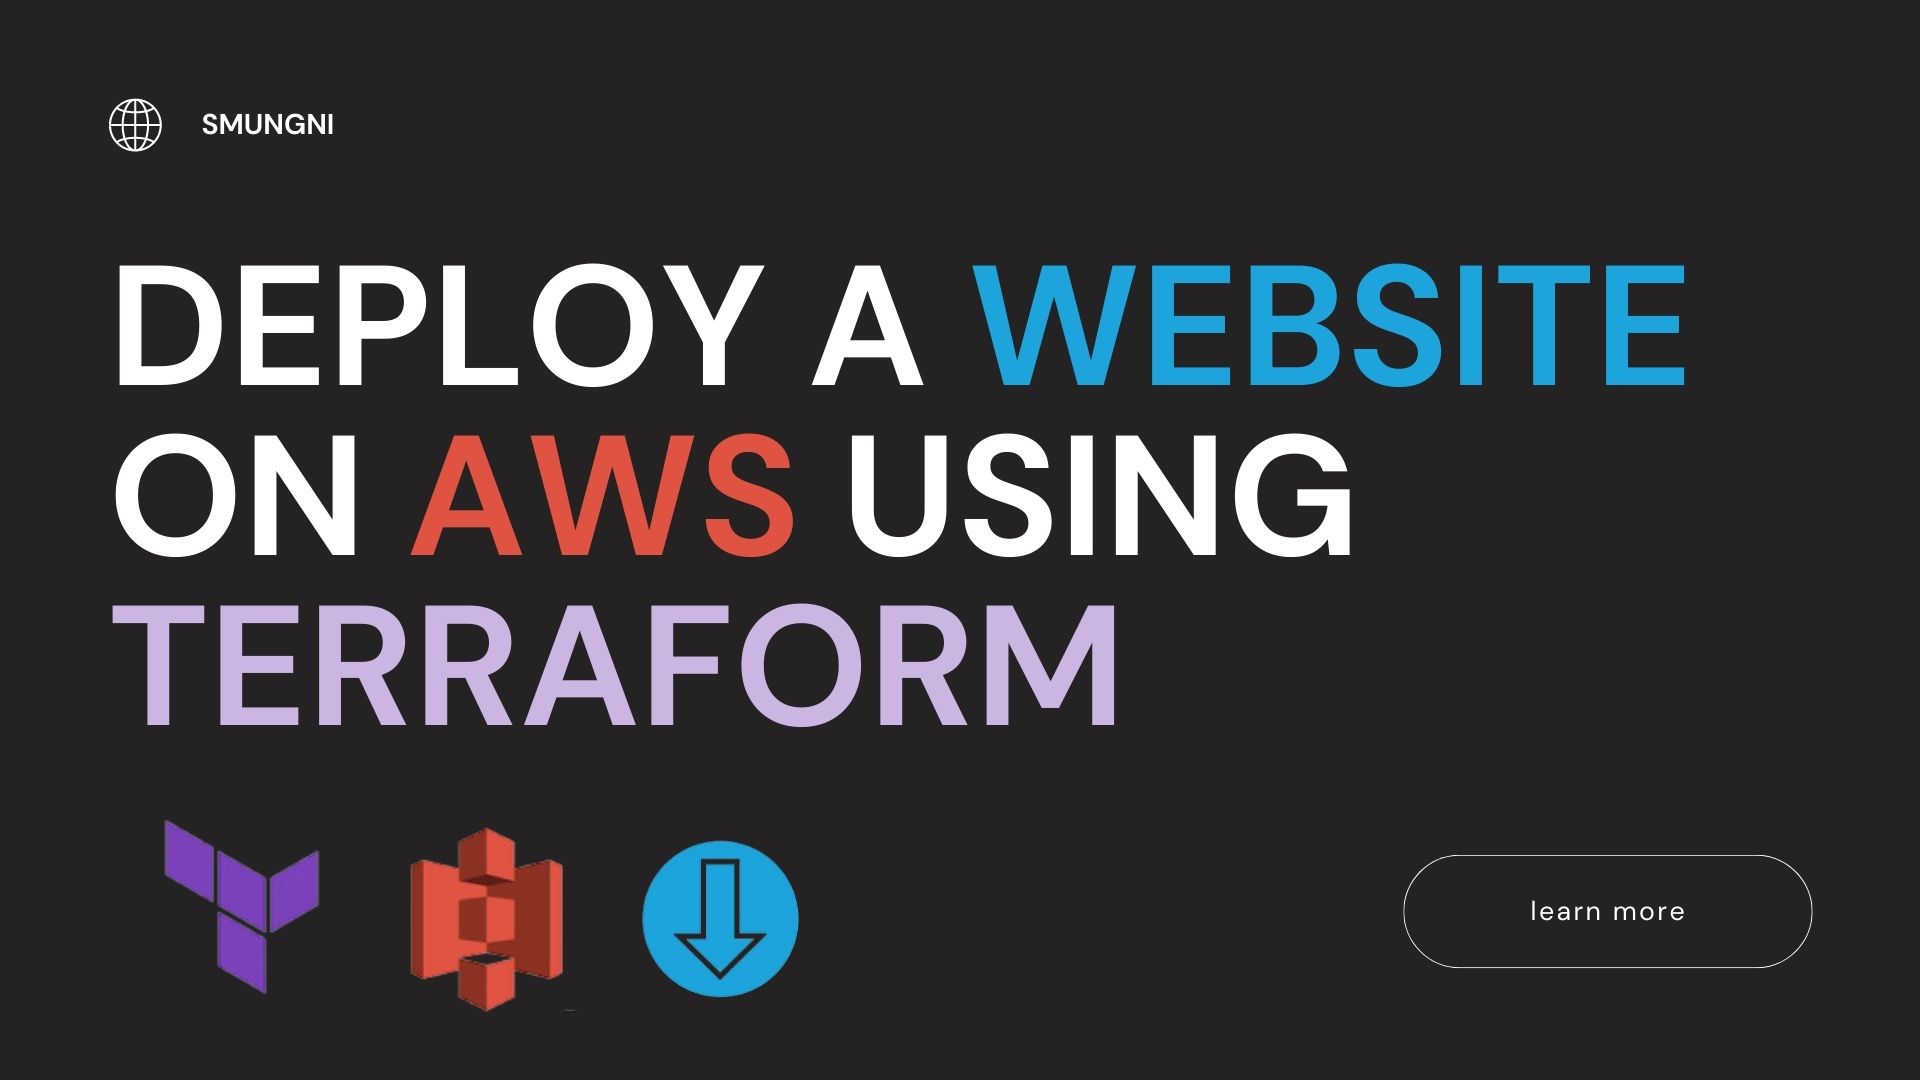 SMUNGNI
DEPLOY A WEBSITE
ON AWS USING
TERRAFORM
learn more